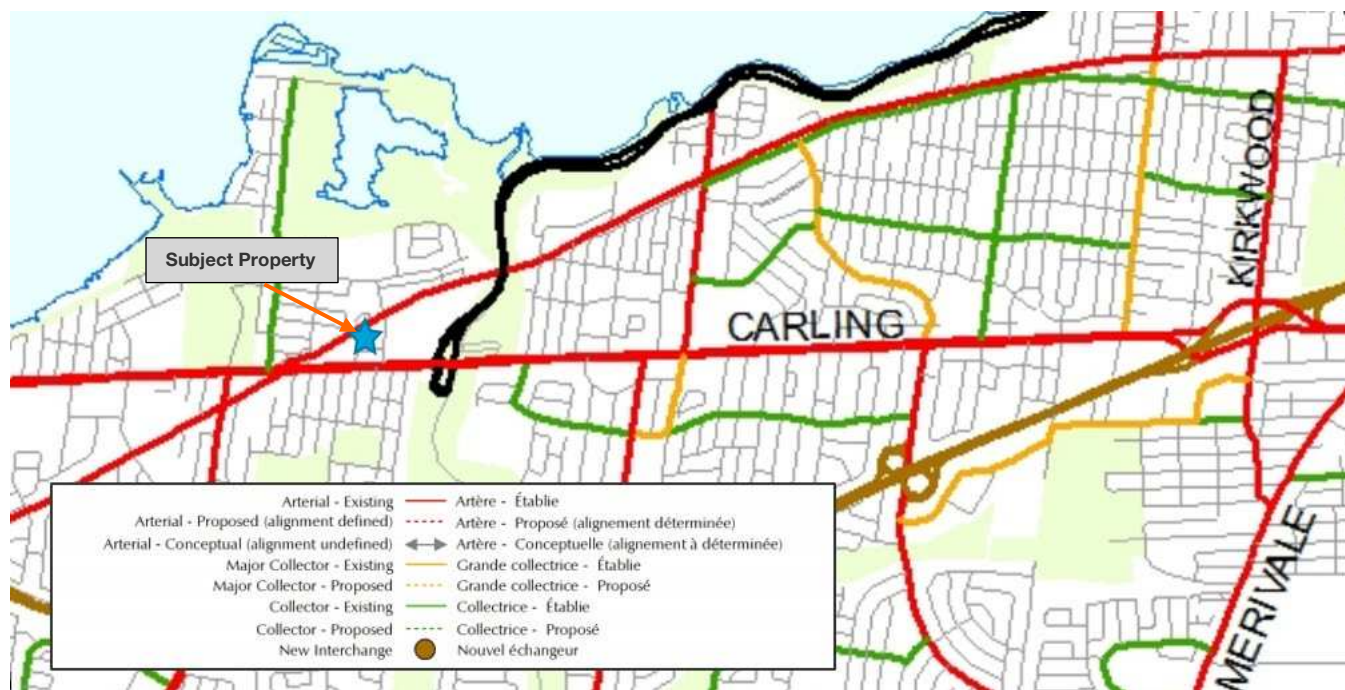 Subject Property
CARLING
KIRKWOOD
MERIVALE
Arterial - Existing Artère - Établie
Arterial - Proposed (alignment defined) Artère - Proposé (alignement déterminée)
Arterial - Conceptual (alignment undefined) Artère - Conceptuelle (alignement à déterminée)
Major Collector - Existing Grande collectrice - Établie
Major Collector - Proposed Grande collectrice - Proposé
Collector - Existing Collectrice - Établie
Collector - Proposed Collectrice - Proposé
New Interchange Nouvel échangeur